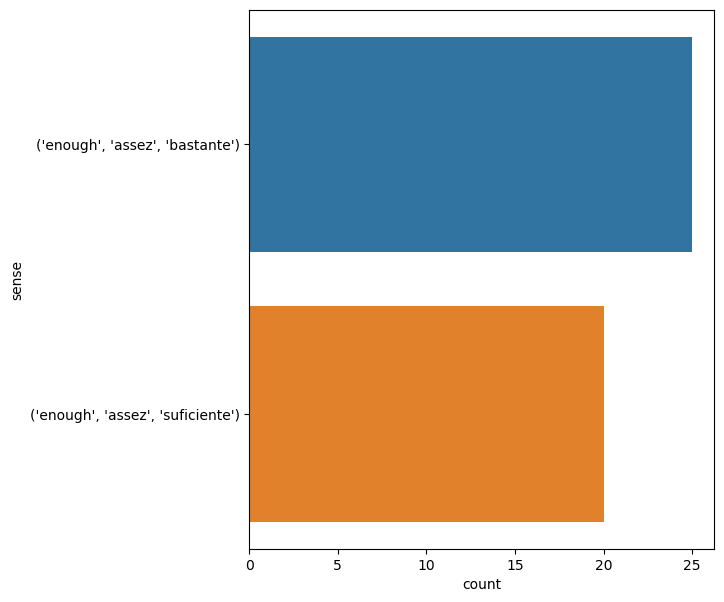 ('enough', 'assez', 'bastante')
('enough', 'assez', 'suficiente')
sense
0 5 10 15 20 25
count